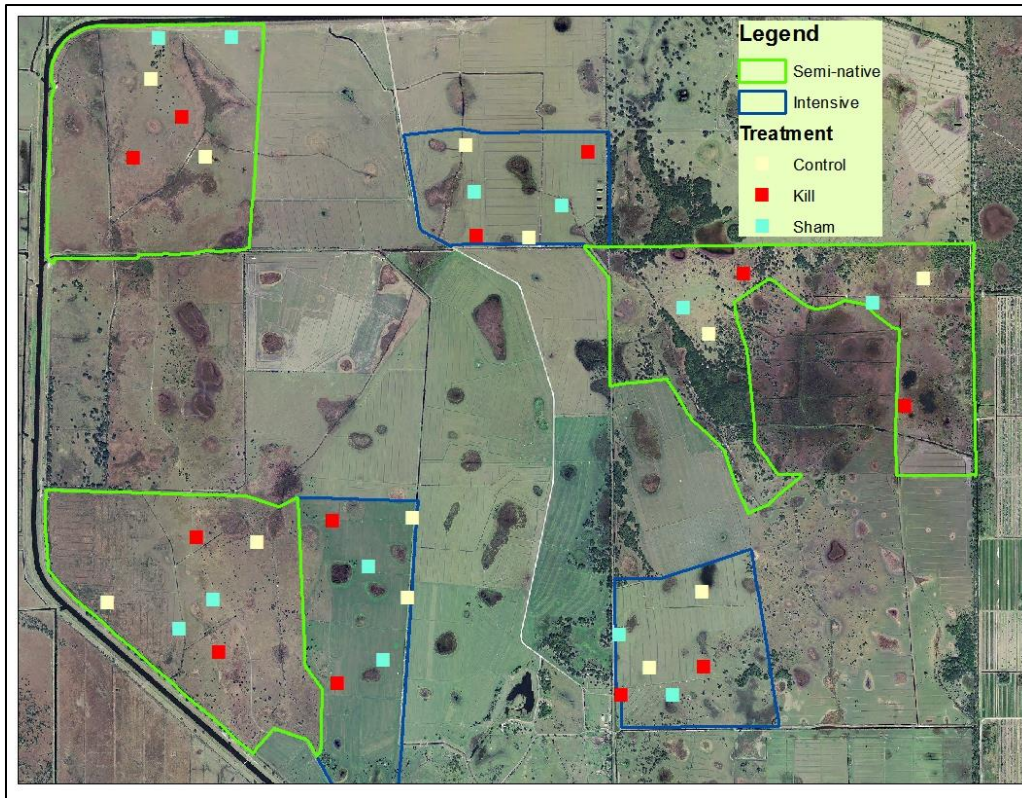 Legend
Semi-native
Intensive
Treatment
Control
Kill
Sham